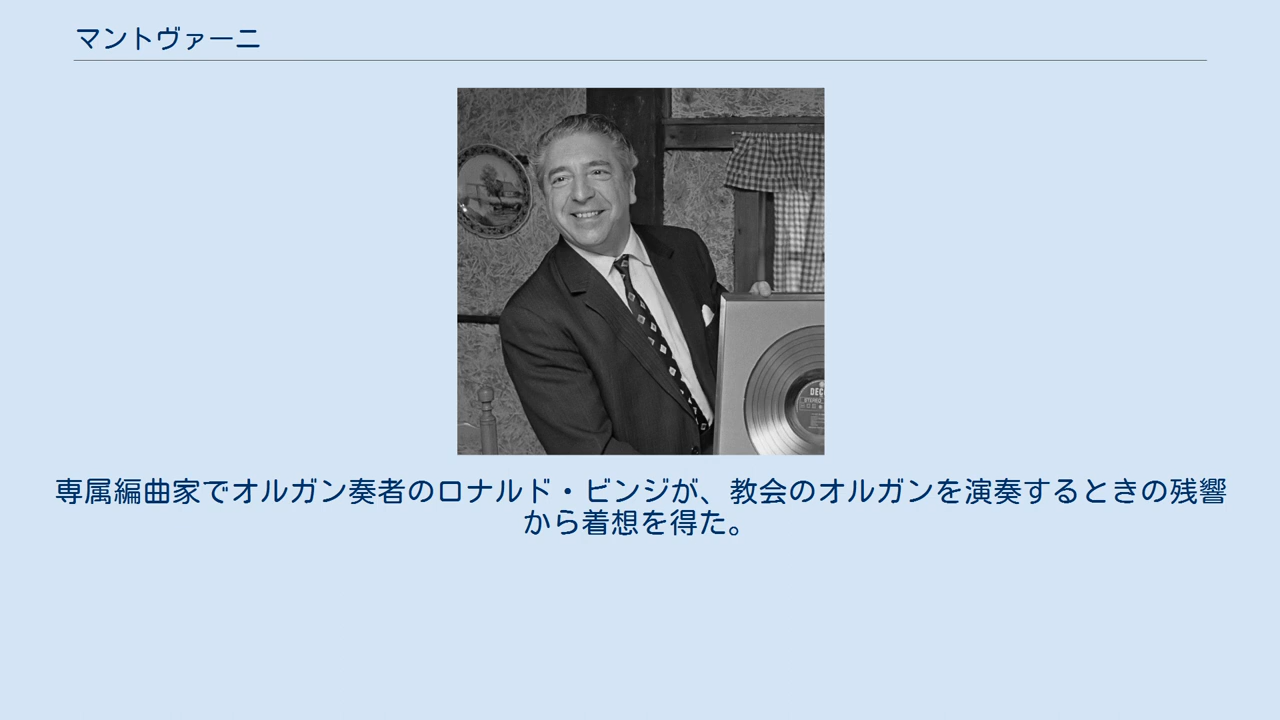 マントヴァーニ
STEREO
専属編曲家でオルガン奏者のロナルド・ビンジが、教会のオルガンを演奏するときの残響
から着想を得た。